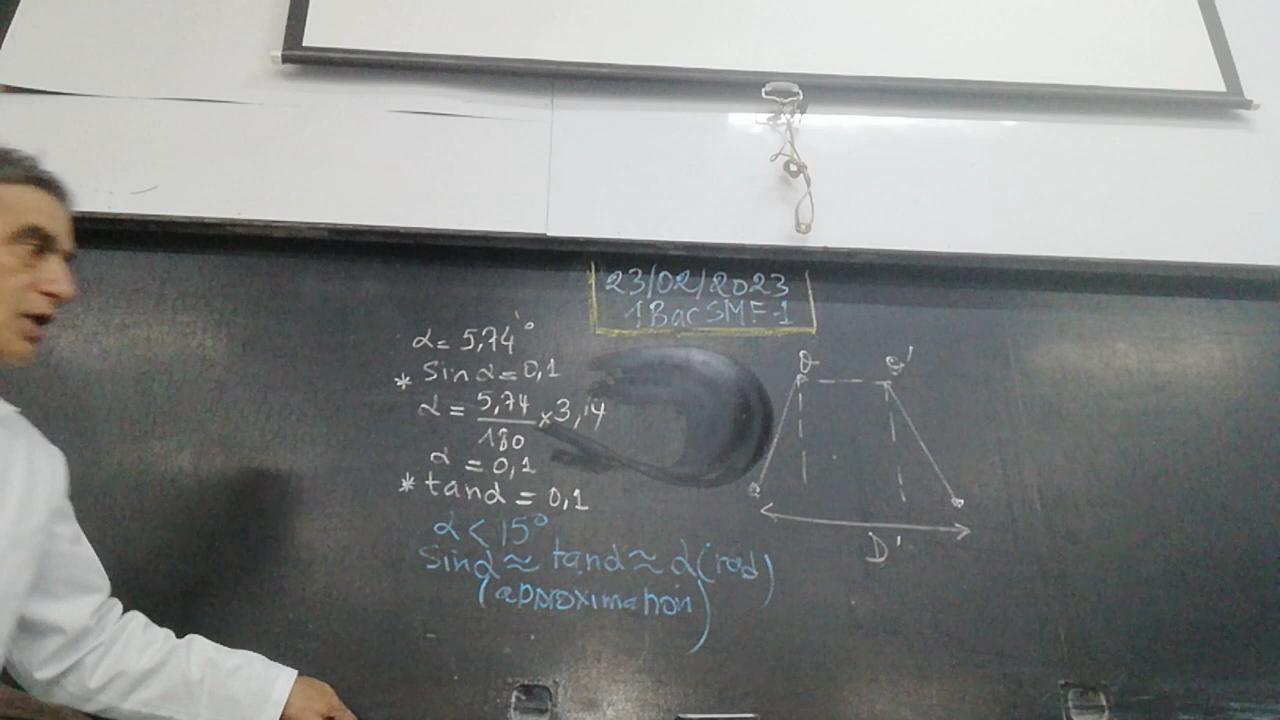 23/02/2023
1BacSMF-1
α = 5,74°
* Sinα = 0,1
α = 5,74/180 × 3,14
α = 0,1
* tanα = 0,1
α < 15°
Sinα ≈ tanα ≈ α(rad)
(approximation)
D'